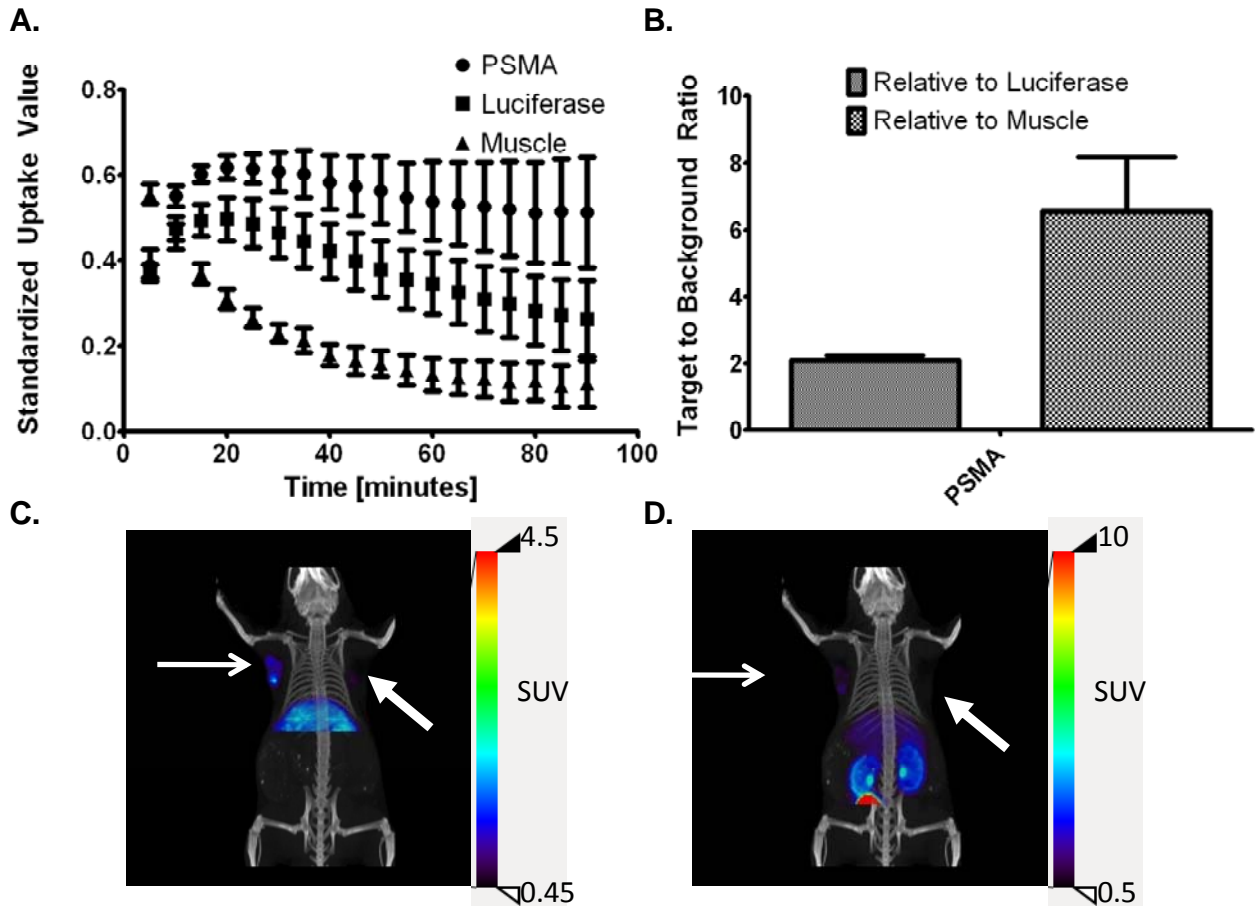 A.
Standardized Uptake Value
0.8
0.6
0.4
0.2
0.0
PSMA
Luciferase
Muscle
0 20 40 60 80 100
Time [minutes]
B.
Target to Background Ratio
10
8
6
4
2
0
Relative to Luciferase
Relative to Muscle
PSMA
C.
4.5
SUV
0.45
D.
10
SUV
0.5